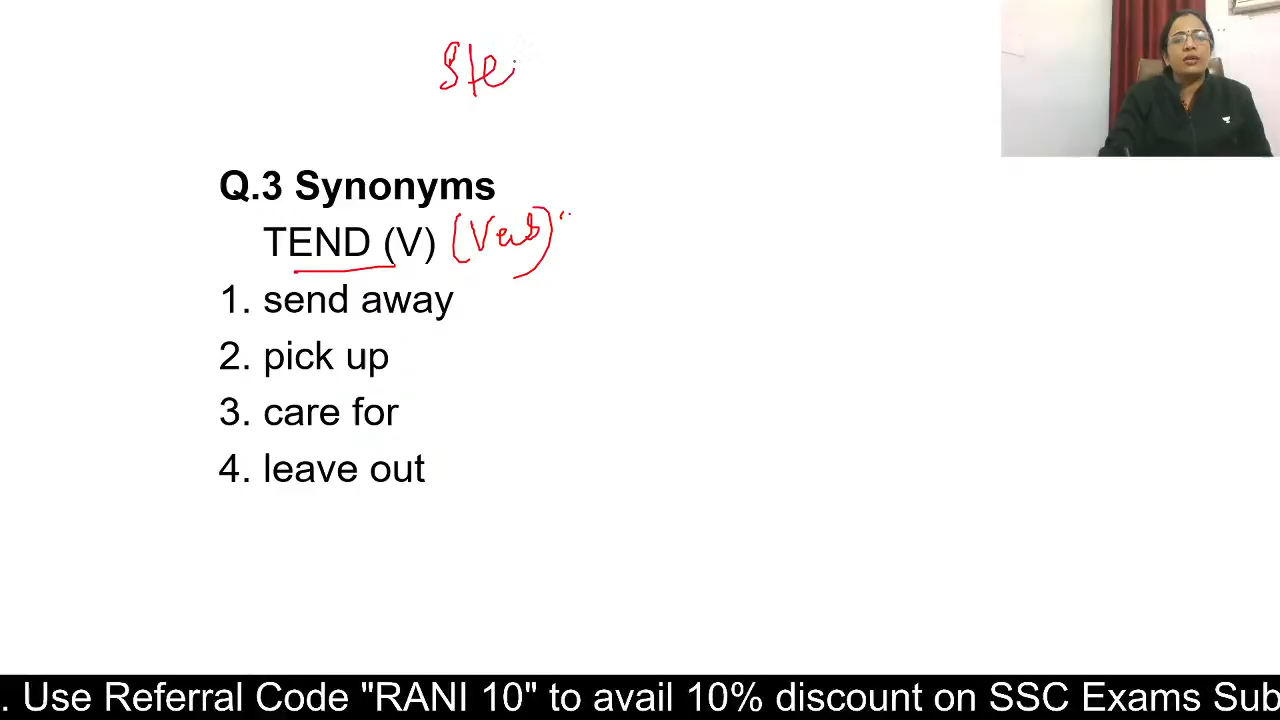 Q.3 Synonyms
TEND (V) (Verb)
1. send away
2. pick up
3. care for
4. leave out
. Use Referral Code "RANI 10" to avail 10% discount on SSC Exams Sub